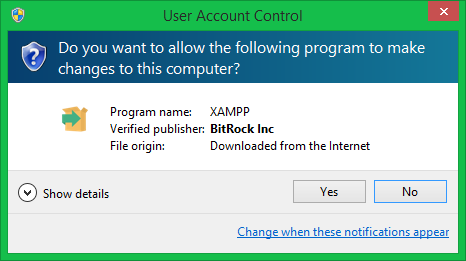 User Account Control
Do you want to allow the following program to make
changes to this computer?
Program name: XAMPP
Verified publisher: BitRock Inc
File origin: Downloaded from the Internet
Show details
Yes
No
Change when these notifications appear